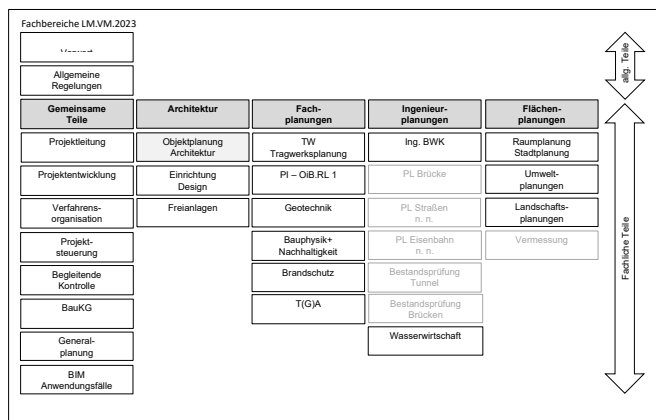 Fachbereiche LM.VM.2023
Allgemeine
Regelungen
allg. Teile
Gemeinsame
Teile
Architektur
Fach-
planungen
Ingenieur-
planungen
Flächen-
planungen
Projektleitung
Objektplanung
Architektur
TW
Tragwerksplanung
Ing. BWK
Raumplanung
Stadtplanung
Projektentwicklung
Einrichtung
Design
PI – OiB.RL 1
PL Brücke
Umwelt-
planungen
Verfahrens-
organisation
Freianlagen
Geotechnik
PL Straßen
n. n.
Landschafts-
planungen
Projekt-
steuerung
Bauphysik+
Nachhaltigkeit
PL Eisenbahn
n. n.
Vermessung
Begleitende
Kontrolle
Brandschutz
Bestandsprüfung
Tunnel
BauKG
T(G)A
Bestandsprüfung
Brücken
General-
planung
Wasserwirtschaft
BIM
Anwendungsfälle
Fachliche Teile